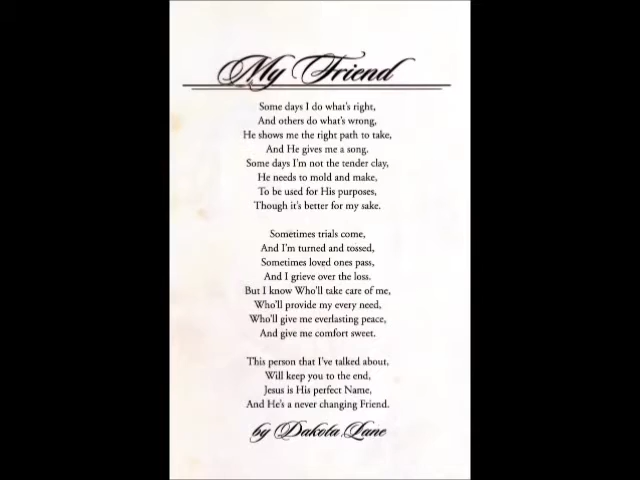 My Friend
Some days I do what's right,
And others do what's wrong,
He shows me the right path to take,
And He gives me a song.
Some days I'm not the tender clay,
He needs to mold and make,
To be used for His purposes,
Though it's better for my sake.
Sometimes trials come,
And I'm turned and tossed,
Sometimes loved ones pass,
And I grieve over the loss.
But I know Who'll take care of me,
Who'll provide my every need,
Who'll give me everlasting peace,
And give me comfort sweet.
This person that I've talked about,
Will keep you to the end,
Jesus is His perfect Name,
And He's a never changing Friend.
by Dakota Lane